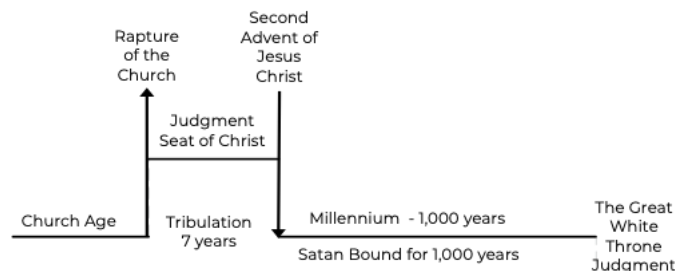 Rapture
of the
Church
Second
Advent of
Jesus
Christ
Judgment
Seat of Christ
Church Age
Tribulation
7 years
Millennium - 1,000 years
Satan Bound for 1,000 years
The Great
White
Throne
Judgment